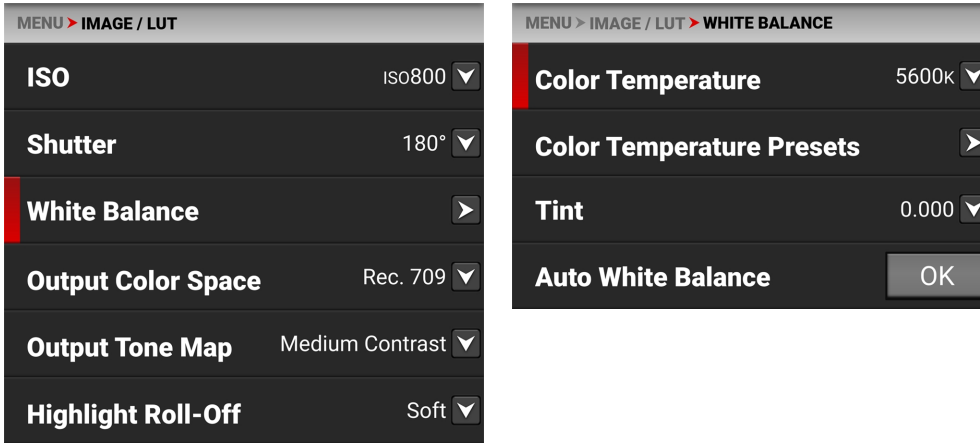 MENU > IMAGE / LUT
ISO ISO800
Shutter 180°
White Balance
Output Color Space Rec. 709
Output Tone Map Medium Contrast
Highlight Roll-Off Soft
MENU > IMAGE / LUT > WHITE BALANCE
Color Temperature 5600K
Color Temperature Presets
Tint 0.000
Auto White Balance OK